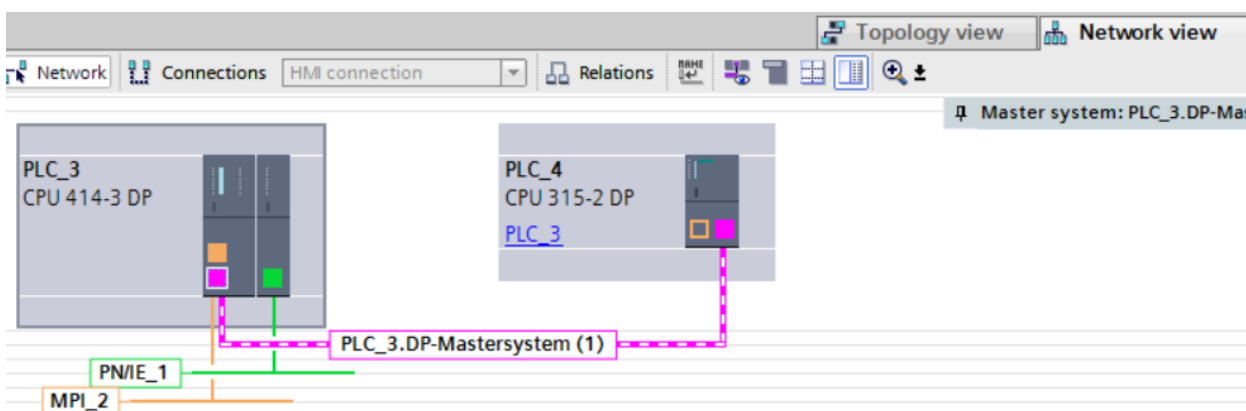 Topology view
Network view
Network
Connections
HMI connection
Relations
NAME
Master system: PLC_3.DP-Mas
PLC_3
CPU 414-3 DP
PLC_4
CPU 315-2 DP
PLC_3
PLC_3.DP-Mastersystem (1)
PN/IE_1
MPI_2